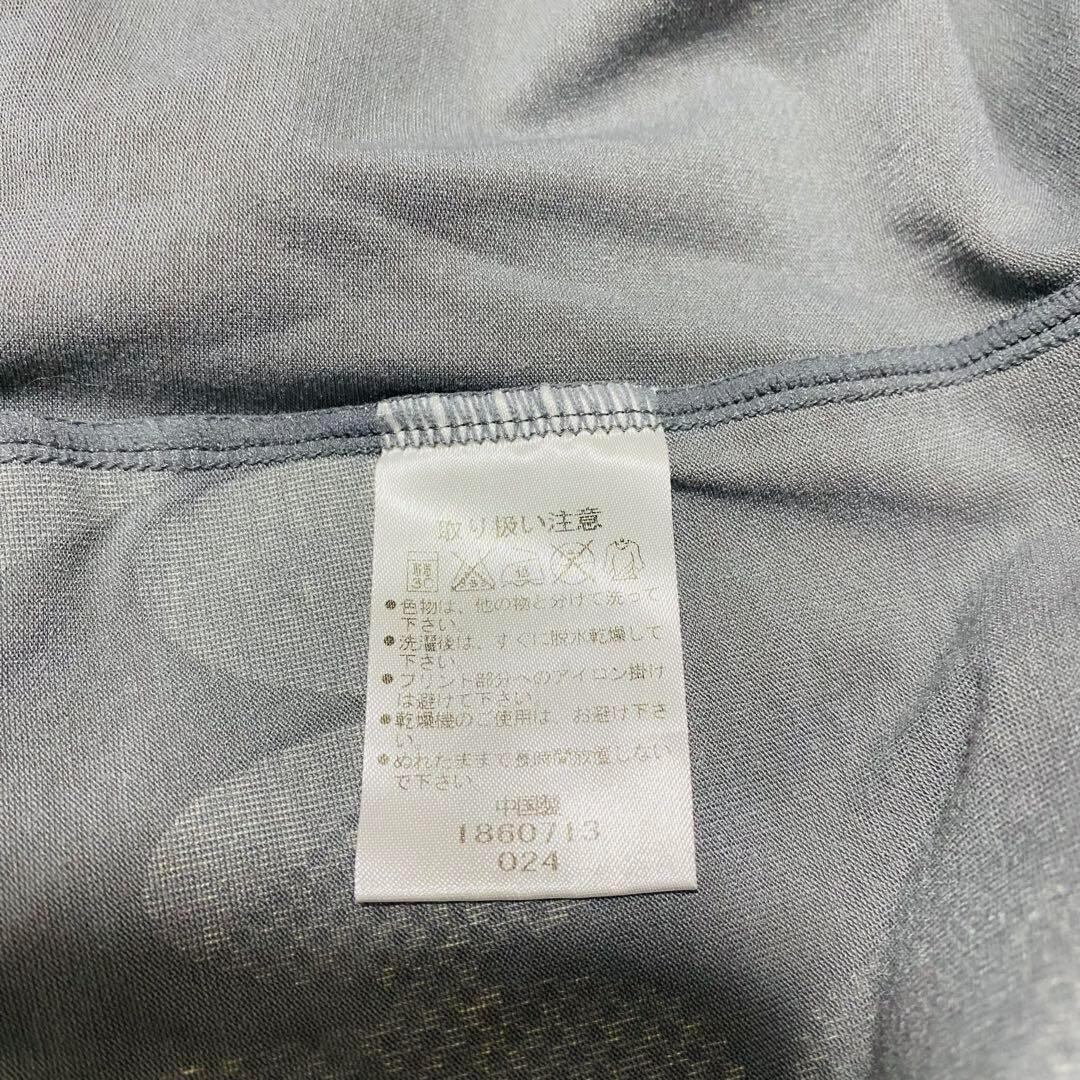 取り扱い注意
●色物は、他の物と分けて洗って
下さい
●洗濯後は、すぐに脱水乾燥して
下さい
●プリント部分へのアイロン掛け
は避けて下さい
●乾燥機のご使用は、お避け下さ
い。
●ぬれたままで長時間放置しない
で下さい
中国製
1860713
024